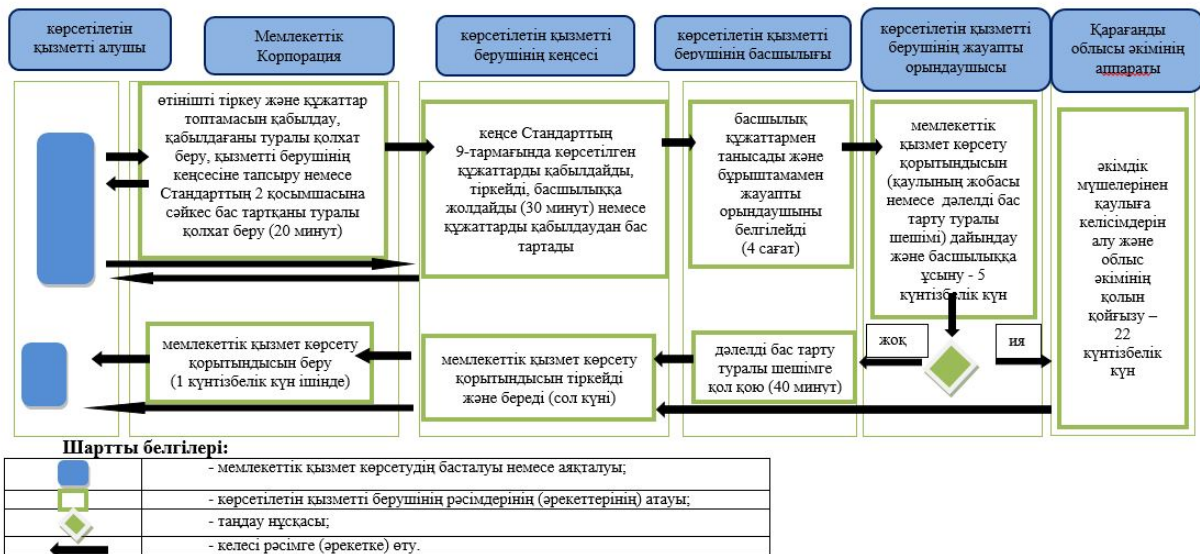 көрсетілетін
қызметті алушы
Мемлекеттік
Корпорация
көрсетілетін қызметті
берушінің кеңсесі
көрсетілетін қызметті
берушінің басшылығы
көрсетілетін қызметті
берушінің жауапты
орындаушысы
Қарағанды
облысы әкімінің
аппараты
өтінішті тіркеу және құжаттар
топтамасын қабылдау,
қабылдағаны туралы қолхат
беру, қызметті берушінің
кеңсесіне тапсыру немесе
Стандарттың 2 қосымшасына
сәйкес бас тартқаны туралы
қолхат беру (20 минут)
кеңсе Стандарттың
9-тармағында көрсетілген
құжаттарды қабылдайды,
тіркейді, басшылыққа
жолдайды (30 минут) немесе
құжаттарды қабылдаудан бас
тартады
басшылық
құжаттармен
танысады және
бұрыштамамен
жауапты
орындаушыны
белгілейді
(4 сағат)
мемлекеттік
қызмет көрсету
қорытындысын
(қаулының жобасы
немесе дәлелді бас
тарту туралы
шешімі) дайындау
және басшылыққа
ұсыну - 5
күнтізбелік күн
әкімдік
мүшелерінен
қаулыға
келісімдерін
алу және
облыс
әкімінің
қолын
қойғызу –
22
күнтізбелік
күн
жоқ
ия
мемлекеттік қызмет көрсету
қорытындысын беру
(1 күнтізбелік күн ішінде)
мемлекеттік қызмет көрсету
қорытындысын тіркейді
және береді (сол күні)
дәлелді бас тарту
туралы шешімге
қол қою (40 минут)
Шартты белгілері:
- мемлекеттік қызмет көрсетудің басталуы немесе аяқталуы;
- көрсетілетін қызметті берушінің рәсімдерінің (әрекеттерінің) атауы;
- таңдау нұсқасы;
- келесі рәсімге (әрекетке) өту.